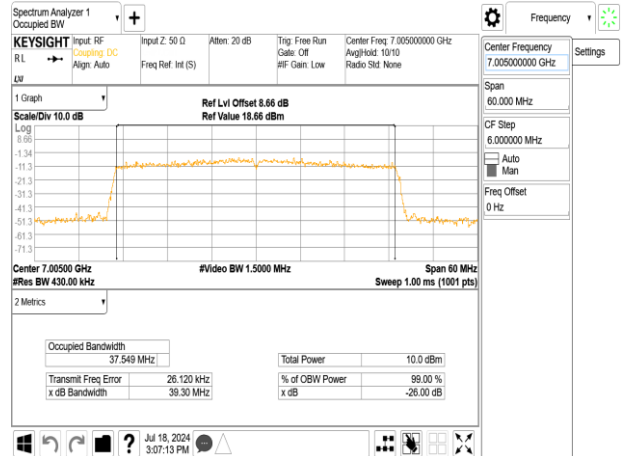 Spectrum Analyzer 1
Occupied BW
Frequency
KEYSIGHT
Input: RF
Coupling: DC
Align: Auto
Input Z: 50 Ω
Freq Ref: Int (S)
Atten: 20 dB
Trig: Free Run
Gate: Off
#IF Gain: Low
Center Freq: 7.005000000 GHz
Avg|Hold: 10/10
Radio Std: None
RL
LXI
Center Frequency
7.005000000 GHz
Settings
Span
60.000 MHz
CF Step
6.000000 MHz
Auto
Man
Freq Offset
0 Hz
1 Graph
Scale/Div 10.0 dB
Ref Lvl Offset 8.66 dB
Ref Value 18.66 dBm
Log
8.66
-1.34
-11.3
-21.3
-31.3
-41.3
-51.3
-61.3
-71.3
Center 7.00500 GHz
#Video BW 1.5000 MHz
Span 60 MHz
#Res BW 430.00 kHz
Sweep 1.00 ms (1001 pts)
2 Metrics
Occupied Bandwidth
37.549 MHz
Total Power 10.0 dBm
Transmit Freq Error 26.120 kHz
% of OBW Power 99.00 %
x dB Bandwidth 39.30 MHz
x dB -26.00 dB
?
Jul 18, 2024
3:07:13 PM